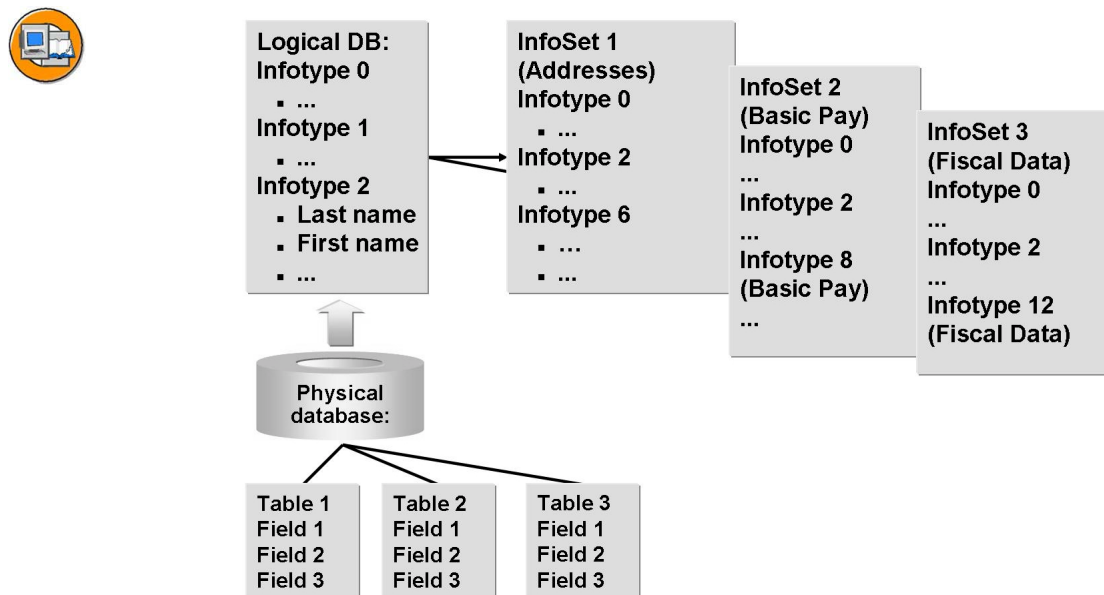 Logical DB:
Infotype 0
▪ ...
Infotype 1
▪ ...
Infotype 2
▪ Last name
▪ First name
▪ ...
InfoSet 1
(Addresses)
Infotype 0
▪ ...
Infotype 2
▪ ...
Infotype 6
▪ ...
▪ ...
InfoSet 2
(Basic Pay)
Infotype 0
...
Infotype 2
...
Infotype 8
(Basic Pay)
...
InfoSet 3
(Fiscal Data)
Infotype 0
...
Infotype 2
...
Infotype 12
(Fiscal Data)
Physical
database:
Table 1
Field 1
Field 2
Field 3
Table 2
Field 1
Field 2
Field 3
Table 3
Field 1
Field 2
Field 3